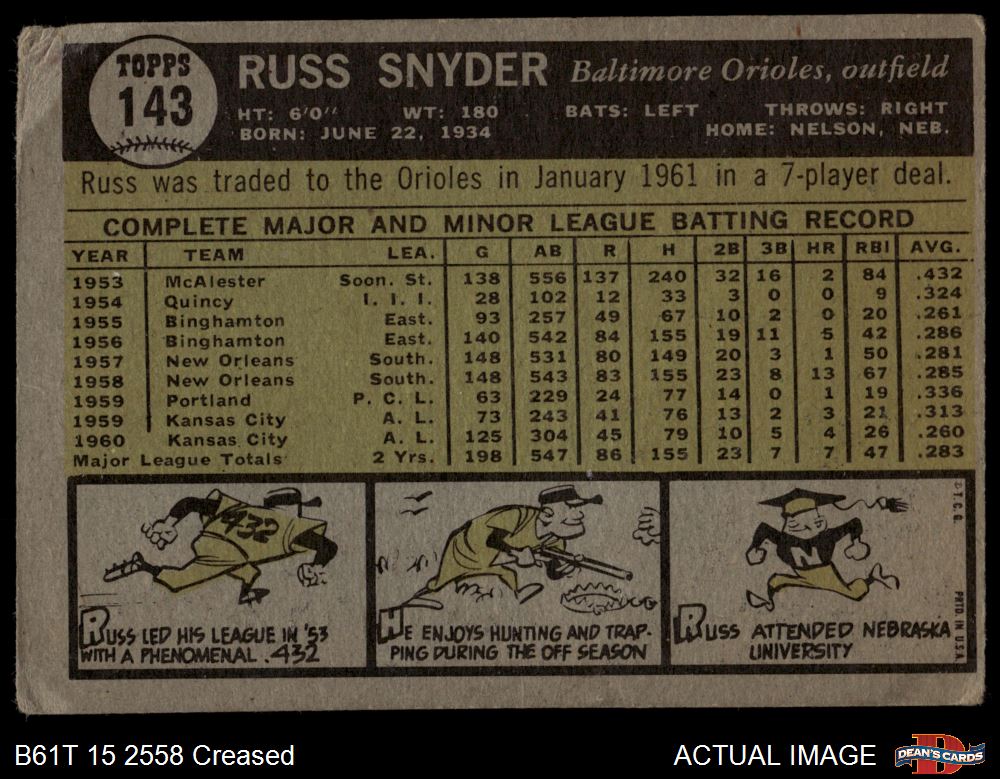 TOPPS
143
RUSS SNYDER Baltimore Orioles, outfield
HT: 6'0" WT: 180 BATS: LEFT THROWS: RIGHT
BORN: JUNE 22, 1934 HOME: NELSON, NEB.
Russ was traded to the Orioles in January 1961 in a 7-player deal.
COMPLETE MAJOR AND MINOR LEAGUE BATTING RECORD
YEAR TEAM LEA. G AB R H 2B 3B HR RBI AVG.
1953 McAlester Soon. St. 138 556 137 240 32 16 2 84 .432
1954 Quincy I. I. I. 28 102 12 33 3 0 0 9 .324
1955 Binghamton East. 93 257 49 67 10 2 0 20 .261
1956 Binghamton East. 140 542 84 155 19 11 5 42 .286
1957 New Orleans South. 148 531 80 149 20 3 1 50 .281
1958 New Orleans South. 148 543 83 155 23 8 13 67 .285
1959 Portland P. C. L. 63 229 24 77 14 0 1 19 .336
1959 Kansas City A. L. 73 243 41 76 13 2 3 21 .313
1960 Kansas City A. L. 125 304 45 79 10 5 4 26 .260
Major League Totals 2 Yrs. 198 547 86 155 23 7 7 47 .283
.432
RUSS LED HIS LEAGUE IN '53
WITH A PHENOMENAL .432
HE ENJOYS HUNTING AND TRAP-
PING DURING THE OFF SEASON
N
RUSS ATTENDED NEBRASKA
UNIVERSITY
© T. C. G.
PRTD. IN U.S.A.
B61T 15 2558 Creased
ACTUAL IMAGE
DEAN'S CARDS